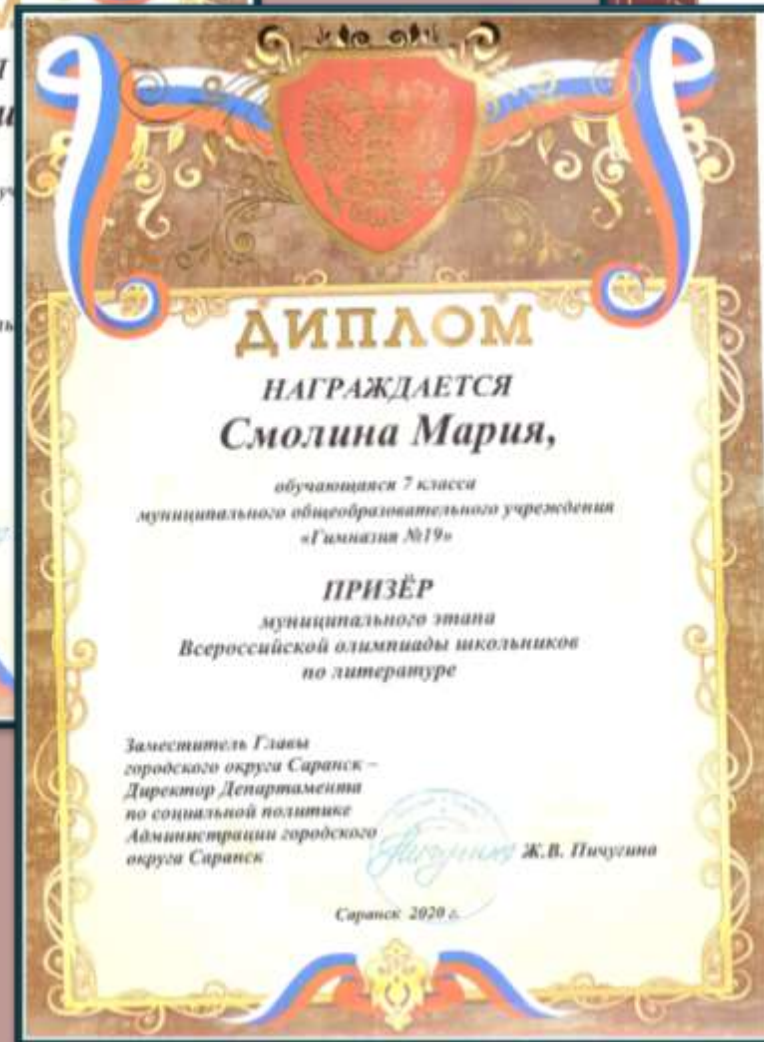 ДИПЛОМ
НАГРАЖДАЕТСЯ
Смолина Мария,
обучающаяся 7 класса
муниципального общеобразовательного учреждения
«Гимназия №19»
ПРИЗЁР
муниципального этапа
Всероссийской олимпиады школьников
по литературе
Заместитель Главы
городского округа Саранск –
Директор Департамента
по социальной политике
Администрации городского
округа Саранск
Ж.В. Пичугина
Саранск 2020 г.